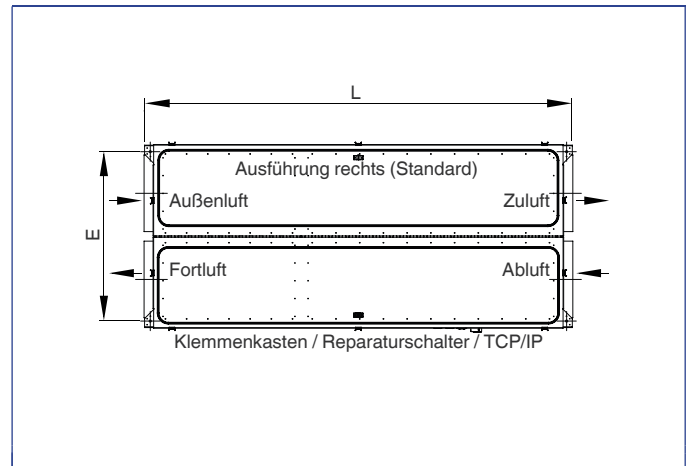 L
Ausführung rechts (Standard)
Außenluft
Zuluft
E
Fortluft
Abluft
Klemmenkasten / Reparaturschalter / TCP/IP